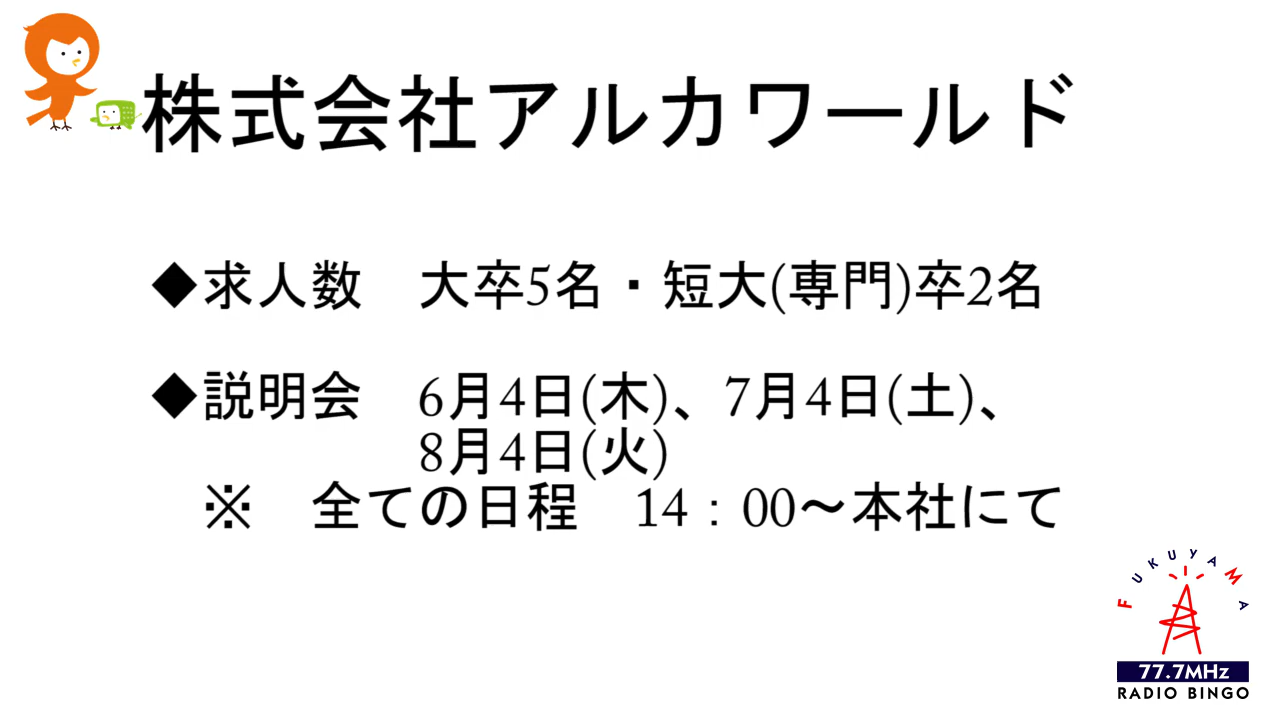 株式会社アルカワールド
◆求人数　大卒5名・短大(専門)卒2名
◆説明会　6月4日(木)、7月4日(土)、
8月4日(火)
※　全ての日程　14：00～本社にて
FUKUYAMA
77.7MHz
RADIO BINGO